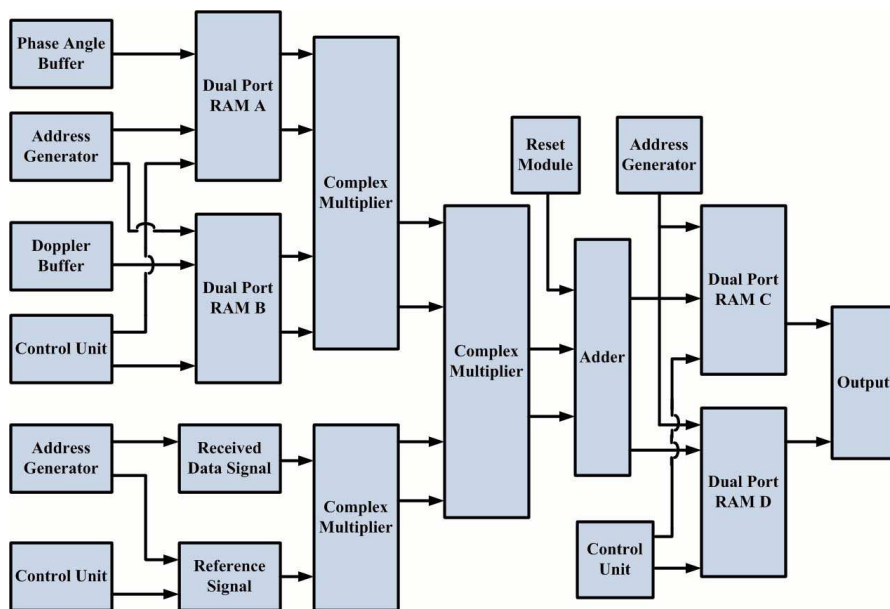 Phase Angle
Buffer
Address
Generator
Doppler
Buffer
Control Unit
Dual Port
RAM A
Dual Port
RAM B
Complex
Multiplier
Address
Generator
Control Unit
Received
Data Signal
Reference
Signal
Complex
Multiplier
Complex
Multiplier
Reset
Module
Adder
Address
Generator
Control
Unit
Dual Port
RAM C
Dual Port
RAM D
Output